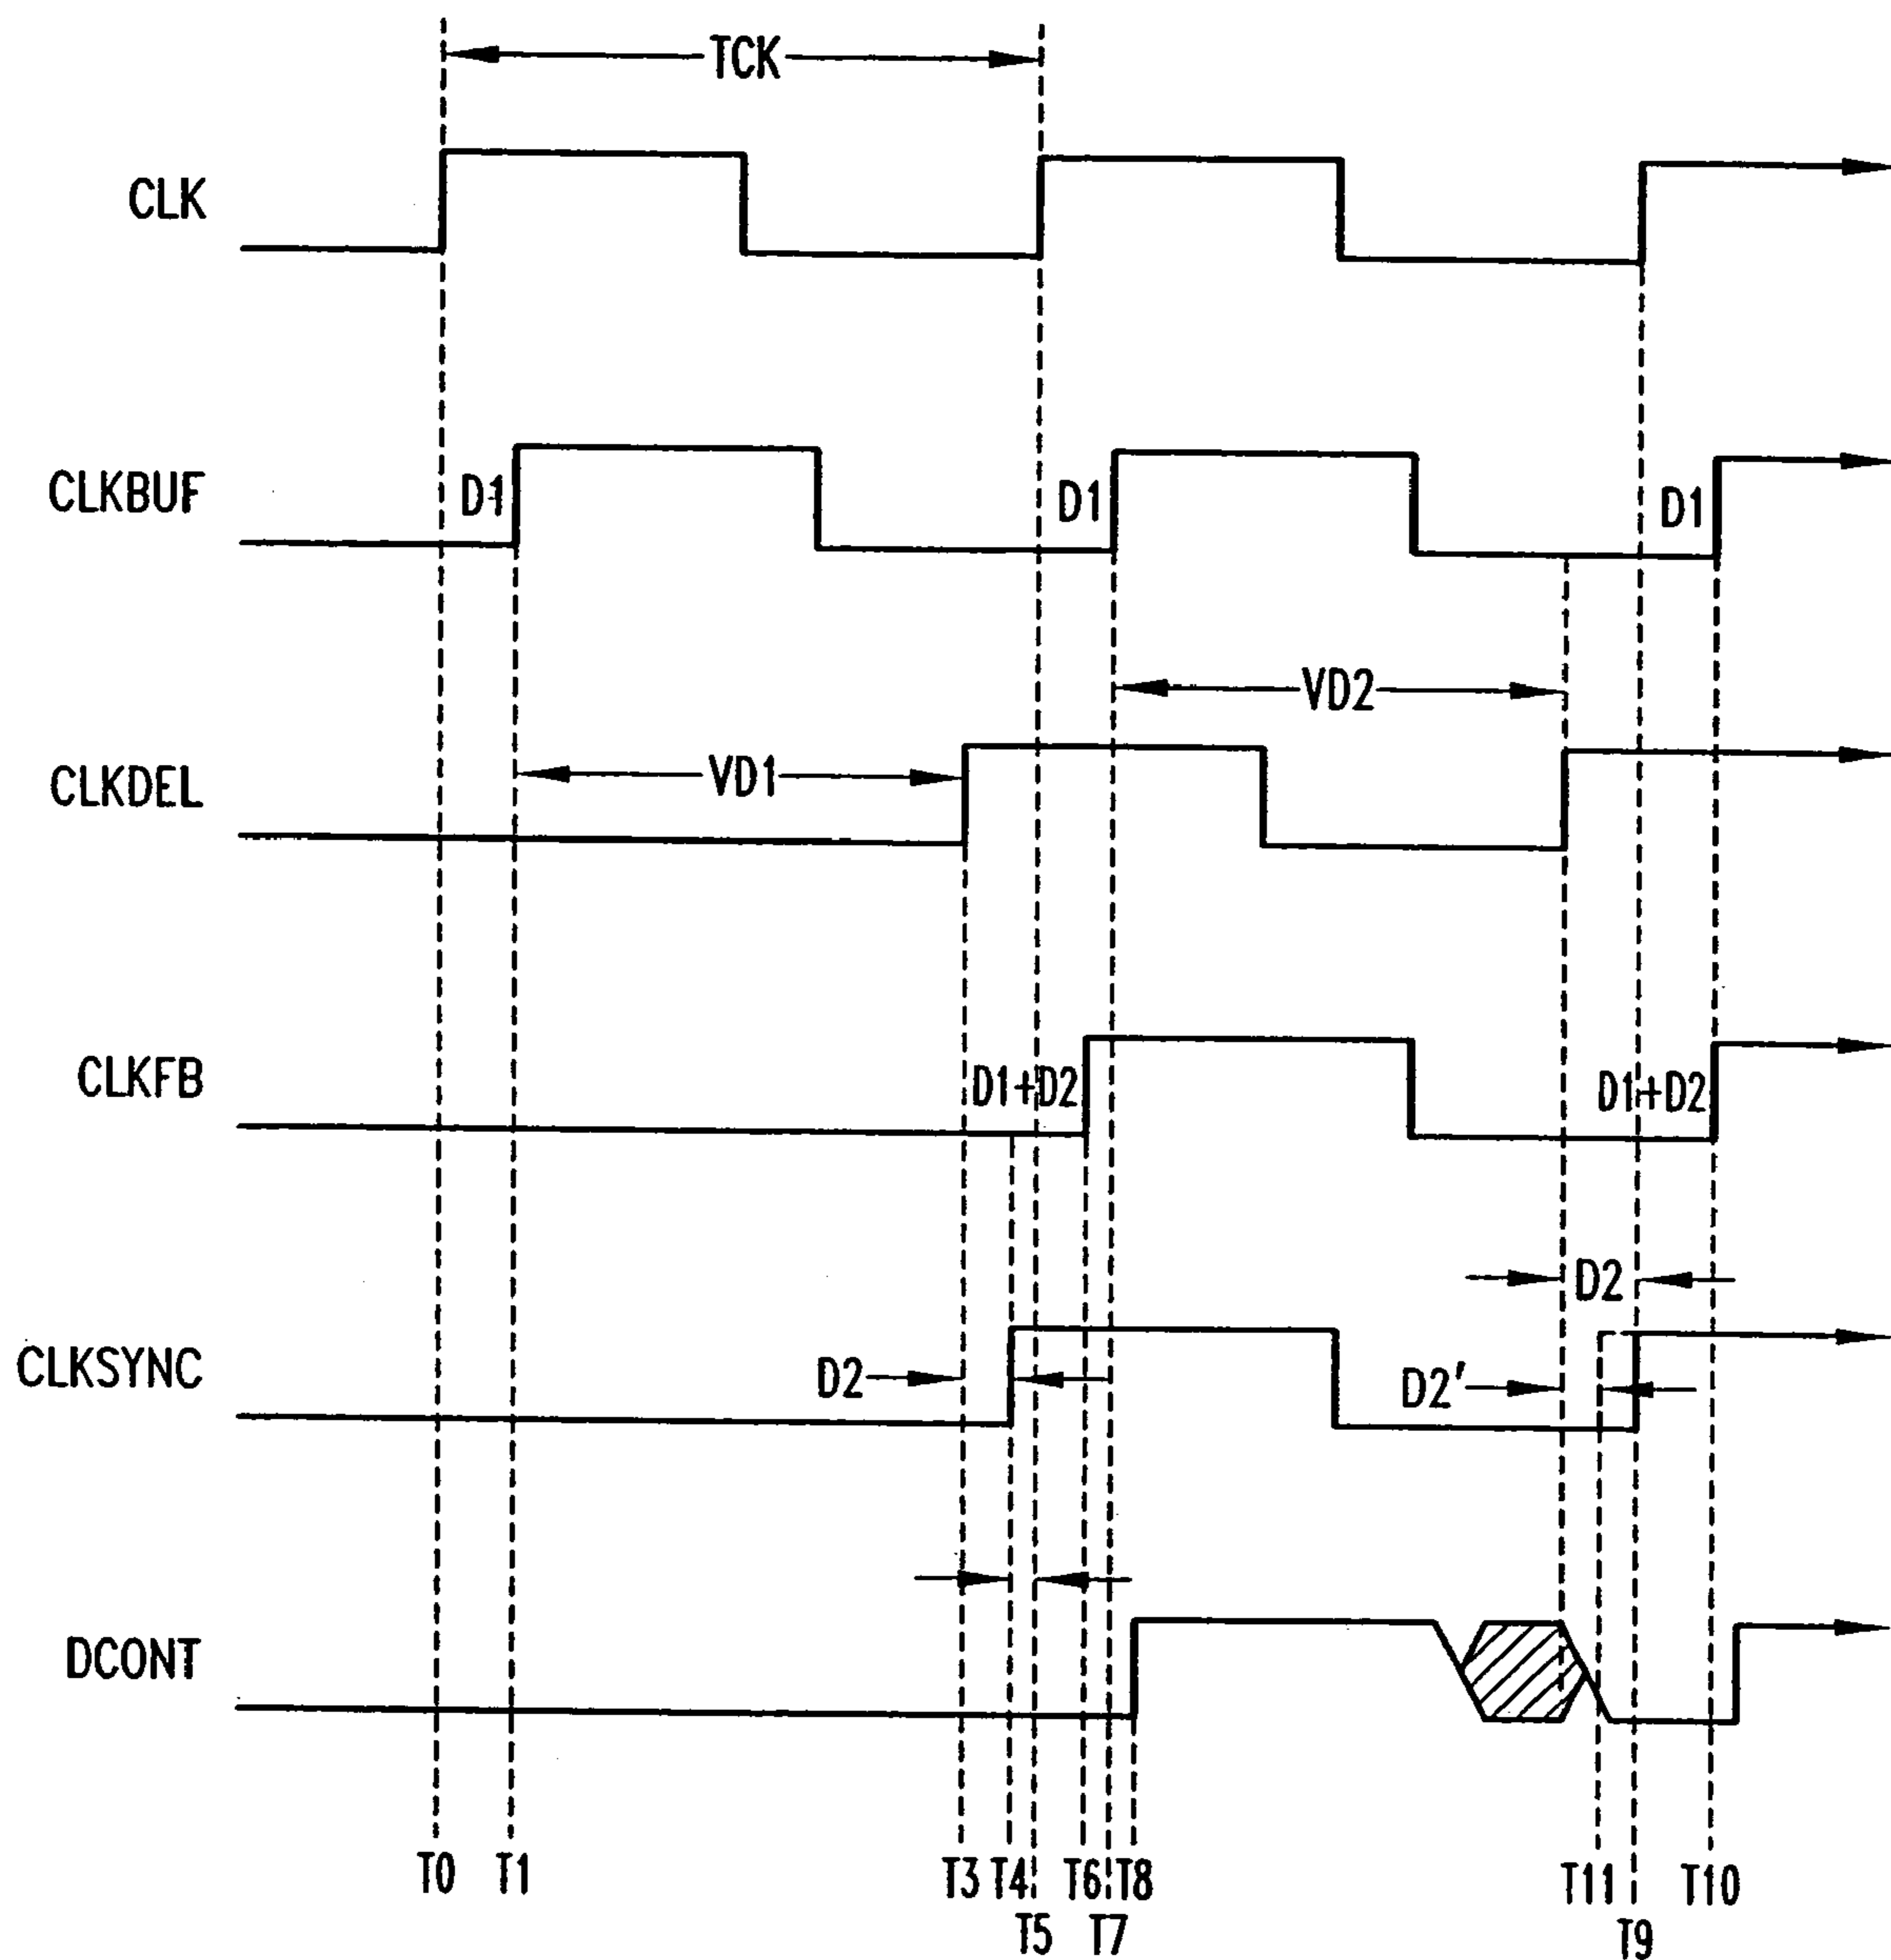 TCK
CLK
CLKBUF
D1
D1
D1
VD2
CLKDEL
VD1
CLKFB
D1+D2
D1+D2
D2
CLKSYNC
D2
D2'
DCONT
T0
T1
T3
T4
T6
T8
T11
T10
T5
T7
T9